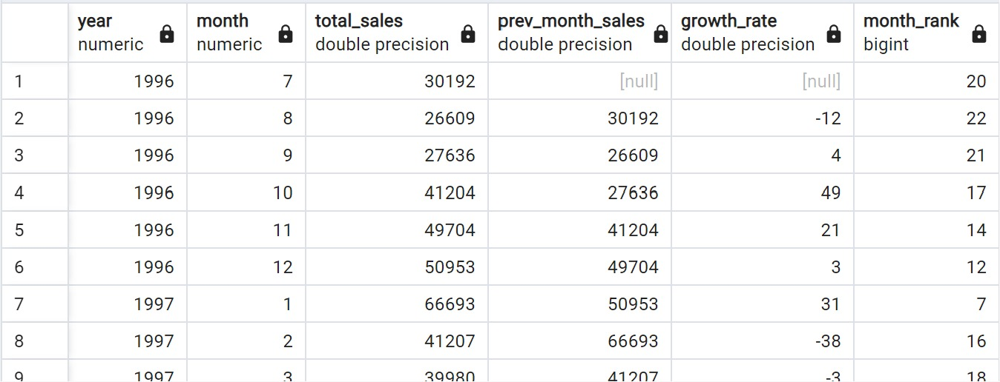 year month total_sales prev_month_sales growth_rate month_rank
numeric numeric double precision double precision double precision bigint
1 1996 7 30192 [null] [null] 20
2 1996 8 26609 30192 -12 22
3 1996 9 27636 26609 4 21
4 1996 10 41204 27636 49 17
5 1996 11 49704 41204 21 14
6 1996 12 50953 49704 3 12
7 1997 1 66693 50953 31 7
8 1997 2 41207 66693 -38 16
9 1997 3 39980 41207 -3 18